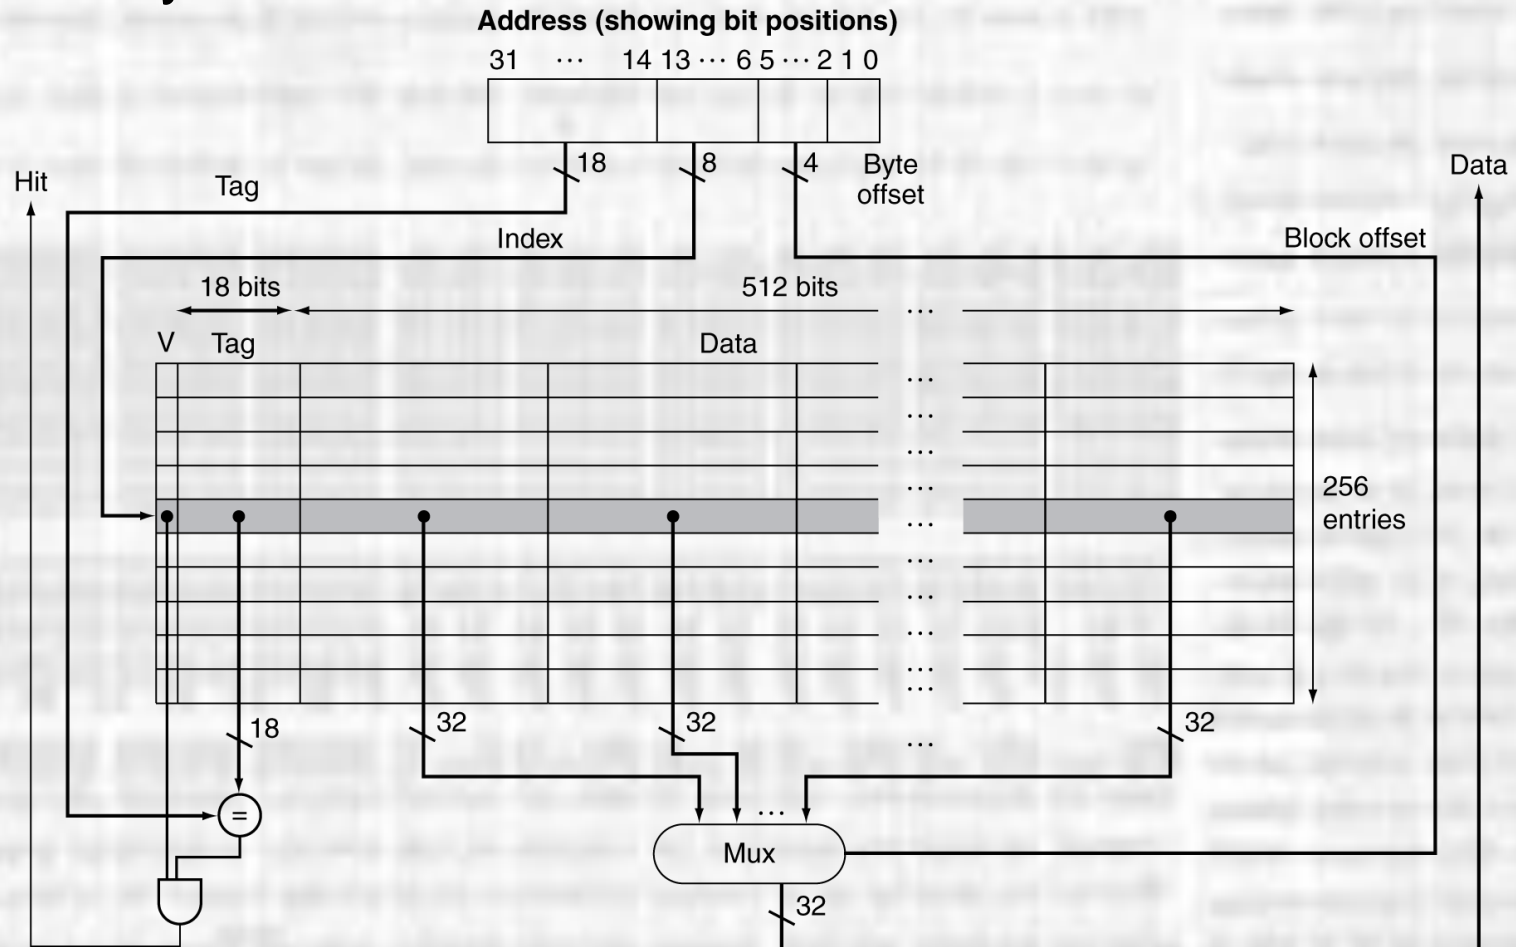 Address (showing bit positions)
31 ··· 14 13 ··· 6 5 ··· 2 1 0
18 8 4 Byte offset
Hit
Tag
Data
Index
Block offset
18 bits
512 bits
···
V Tag Data
···
···
···
···
···
256 entries
···
···
···
···
···
18 32 32 ··· 32
=
···
Mux
32